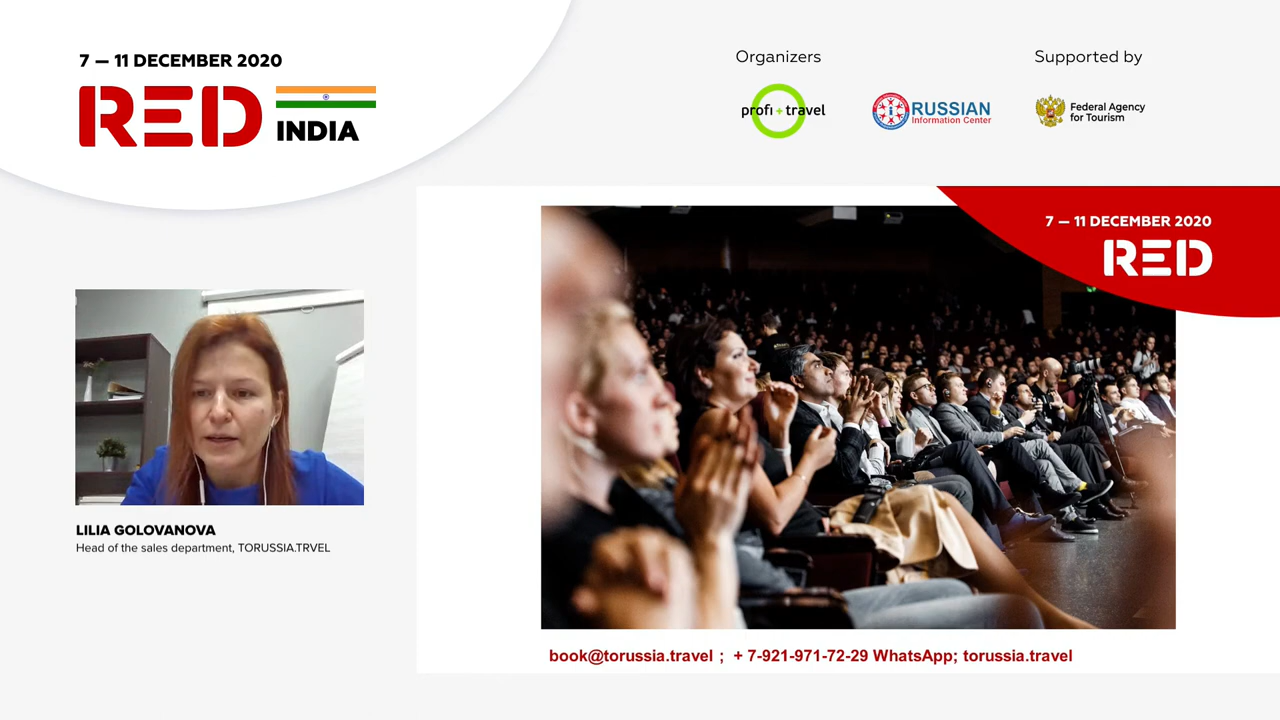 7 — 11 DECEMBER 2020
RED
INDIA
Organizers
Supported by
profi + travel
RUSSIAN
Information Center
Federal Agency
for Tourism
7 — 11 DECEMBER 2020
RED
LILIA GOLOVANOVA
Head of the sales department, TORUSSIA.TRVEL
book@torussia.travel ; + 7-921-971-72-29 WhatsApp; torussia.travel